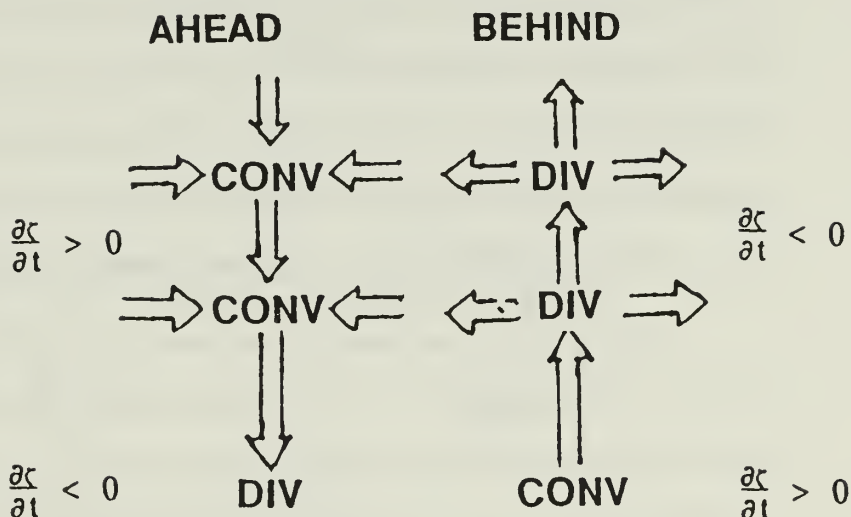 AHEAD BEHIND
CONV DIV
∂ζ/∂t > 0 ∂ζ/∂t < 0
CONV DIV
∂ζ/∂t < 0 DIV CONV ∂ζ/∂t > 0